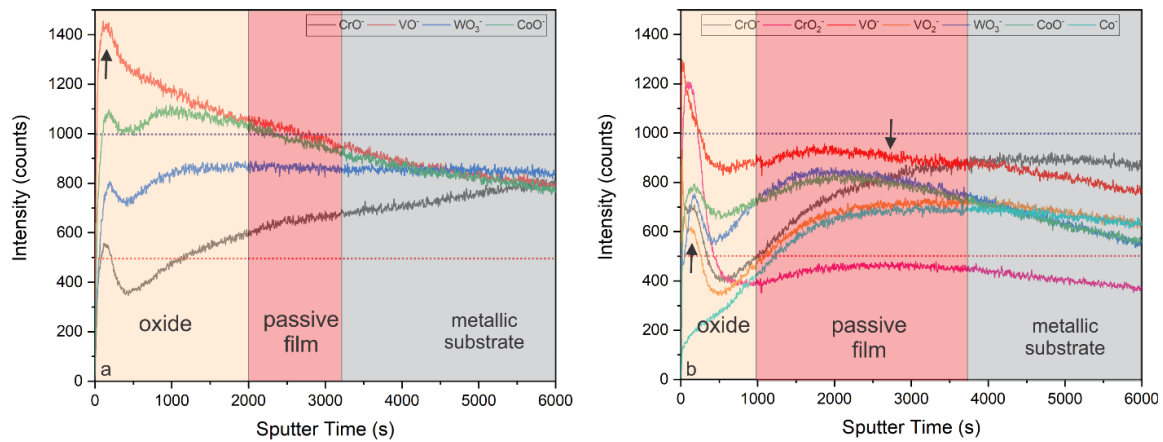 CrO⁻ VO⁻ WO₃⁻ CoO⁻
1400
1200
1000
800
600
400
200
0
Intensity (counts)
oxide
passive
film
metallic
substrate
a
0 1000 2000 3000 4000 5000 6000
Sputter Time (s)
CrO⁻ CrO₂⁻ VO⁻ VO₂⁻ WO₃⁻ CoO⁻ Co⁻
1400
1200
1000
800
600
400
200
0
Intensity (counts)
oxide
passive
film
metallic
substrate
b
0 1000 2000 3000 4000 5000 6000
Sputter Time (s)